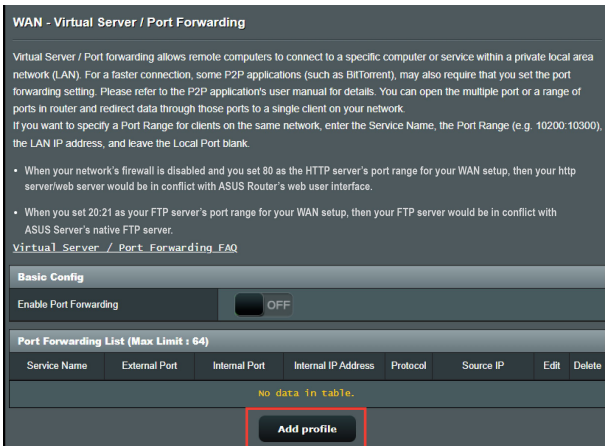 WAN - Virtual Server / Port Forwarding
Virtual Server / Port forwarding allows remote computers to connect to a specific computer or service within a private local area
network (LAN). For a faster connection, some P2P applications (such as BitTorrent), may also require that you set the port
forwarding setting. Please refer to the P2P application's user manual for details. You can open the multiple port or a range of
ports in router and redirect data through those ports to a single client on your network.
If you want to specify a Port Range for clients on the same network, enter the Service Name, the Port Range (e.g. 10200:10300),
the LAN IP address, and leave the Local Port blank.
• When your network's firewall is disabled and you set 80 as the HTTP server's port range for your WAN setup, then your http
server/web server would be in conflict with ASUS Router's web user interface.
• When you set 20:21 as your FTP server's port range for your WAN setup, then your FTP server would be in conflict with
ASUS Server's native FTP server.
Virtual Server / Port Forwarding FAQ
Basic Config
Enable Port Forwarding OFF
Port Forwarding List (Max Limit : 64)
Service Name External Port Internal Port Internal IP Address Protocol Source IP Edit Delete
No data in table.
Add profile